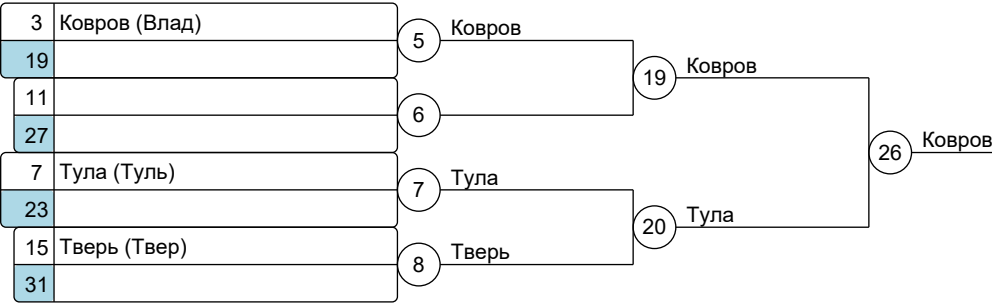 3 Ковров (Влад)
5 Ковров
19
19 Ковров
11
6
27
26 Ковров
7 Тула (Туль)
7 Тула
23
20 Тула
15 Тверь (Твер)
8 Тверь
31